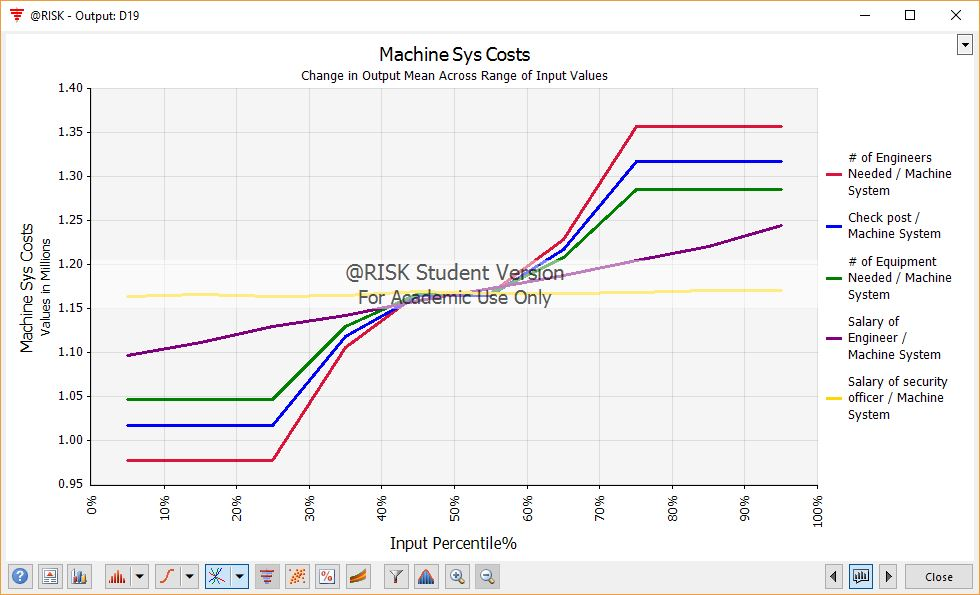 @RISK - Output: D19
Machine Sys Costs
Change in Output Mean Across Range of Input Values
1.40
1.35
1.30
1.25
1.20
1.15
1.10
1.05
1.00
0.95
Machine Sys Costs
Values in Millions
@RISK Student Version
For Academic Use Only
0%
10%
20%
30%
40%
50%
60%
70%
80%
90%
100%
Input Percentile%
# of Engineers
Needed / Machine
System
Check post /
Machine System
# of Equipment
Needed / Machine
System
Salary of
Engineer /
Machine System
Salary of security
officer / Machine
System
?
%
Close